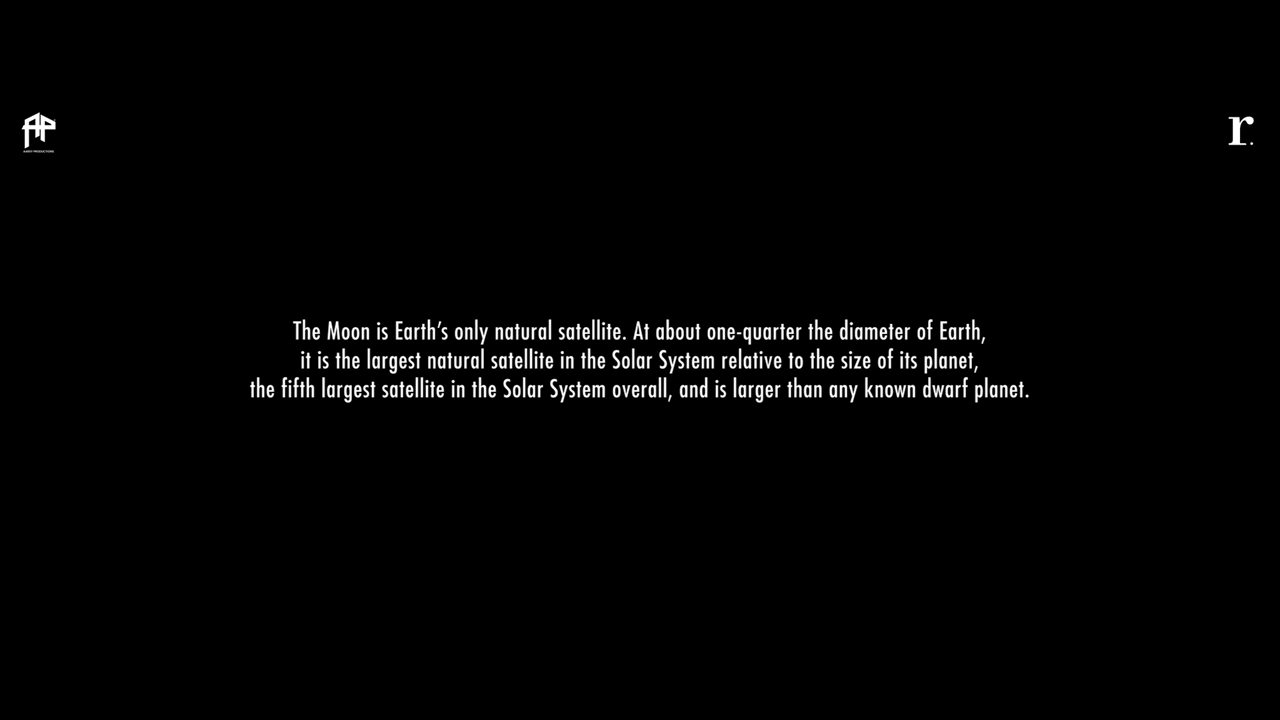 AP
r.
The Moon is Earth’s only natural satellite. At about one-quarter the diameter of Earth,
it is the largest natural satellite in the Solar System relative to the size of its planet,
the fifth largest satellite in the Solar System overall, and is larger than any known dwarf planet.